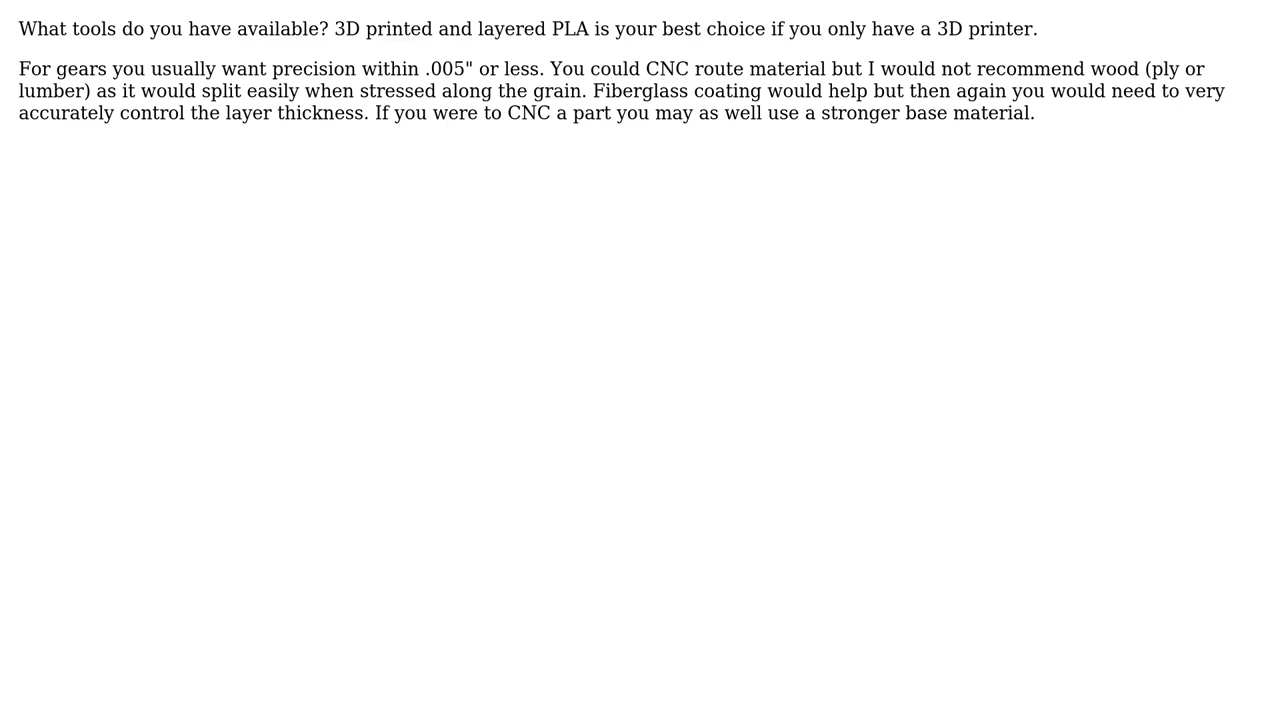 What tools do you have available? 3D printed and layered PLA is your best choice if you only have a 3D printer.
For gears you usually want precision within .005" or less. You could CNC route material but I would not recommend wood (ply or
lumber) as it would split easily when stressed along the grain. Fiberglass coating would help but then again you would need to very
accurately control the layer thickness. If you were to CNC a part you may as well use a stronger base material.